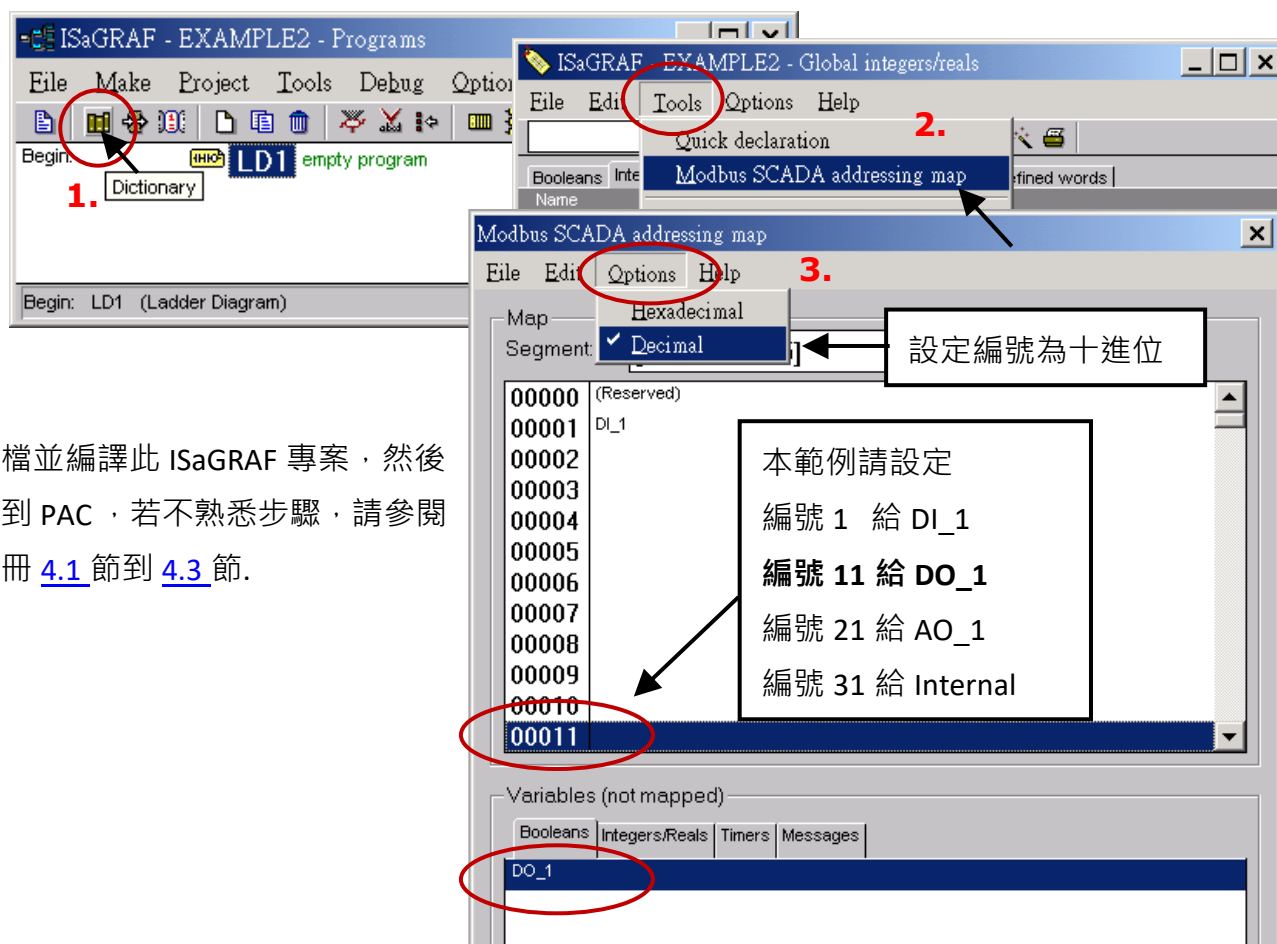 ISaGRAF - EXAMPLE2 - Programs
File Make Project Tools Debug
Begin: LD1 empty program
Dictionary
1.
Begin: LD1 (Ladder Diagram)
ISaGRAF - EXAMPLE2 - Global integers/reals
File Edit Tools Options Help
2.
Quick declaration
Modbus SCADA addressing map
Booleans
fined words
Name
Modbus SCADA addressing map
File Edit Options Help
3.
Hexadecimal
Decimal
Map
Segment:
設定編號為十進位
00000 (Reserved)
00001 DI_1
00002
00003
00004
00005
00006
00007
00008
00009
00010
00011
本範例請設定
編號 1 給 DI_1
編號 11 給 DO_1
編號 21 給 AO_1
編號 31 給 Internal
檔並編譯此 ISaGRAF 專案，然後
到 PAC ，若不熟悉步驟，請參閱
冊 4.1 節到 4.3 節.
Variables (not mapped)
Booleans Integers/Reals Timers Messages
DO_1